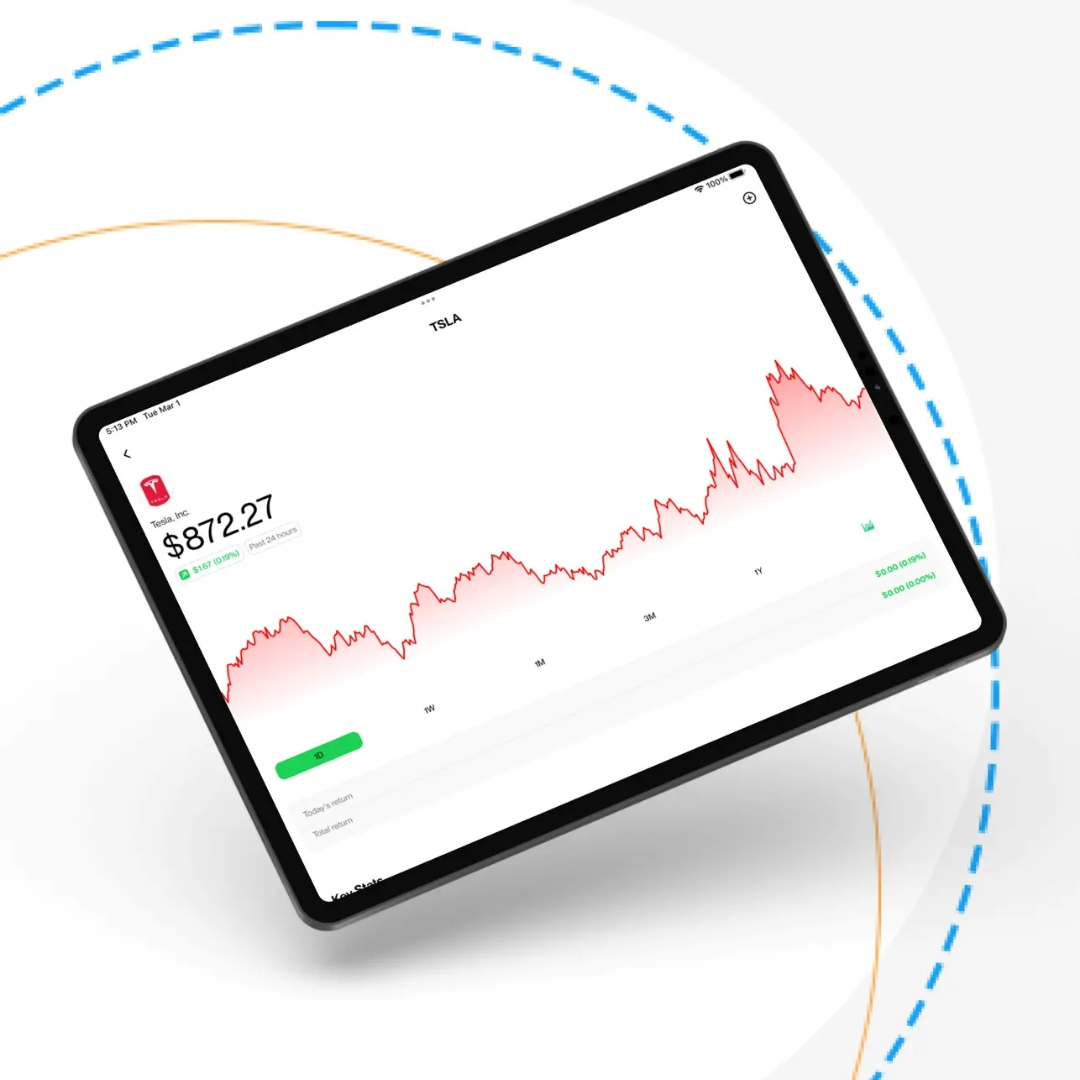 5:13 PM Tue Mar 1
100%
TSLA
TESLA
Tesla, Inc.
$872.27
$1.67 (0.19%) Past 24 hours
1D 1W 1M 3M 1Y
Today's return $0.00 (0.19%)
Total return $0.00 (0.00%)
Key Stats